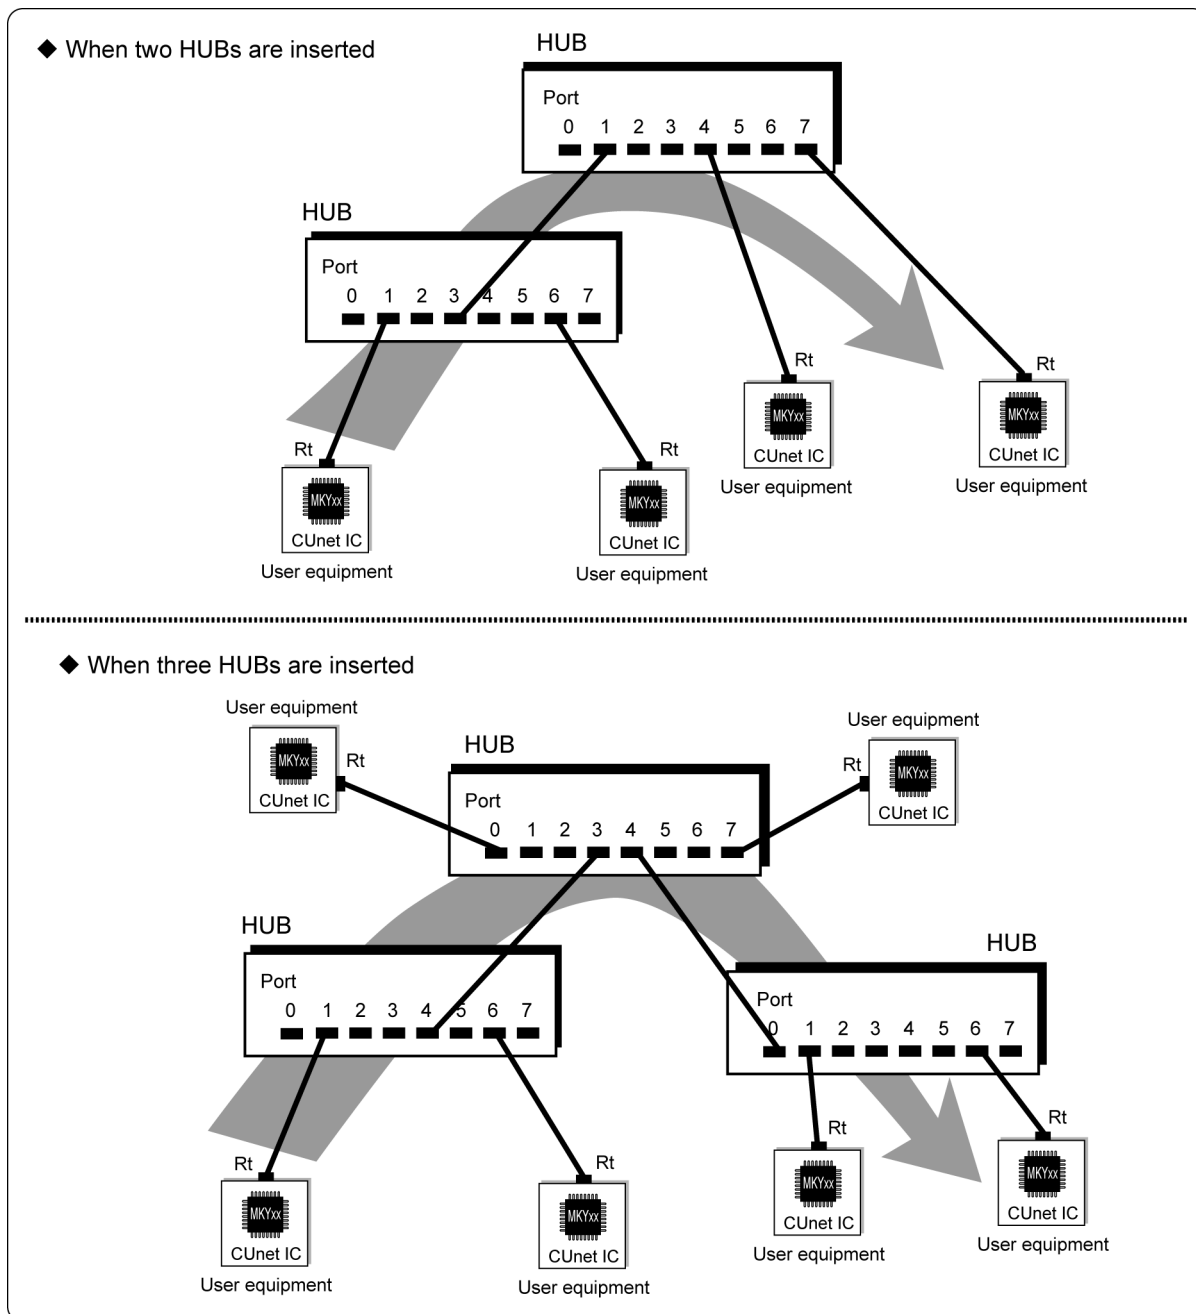 ◆ When two HUBs are inserted
HUB
Port
0 1 2 3 4 5 6 7
HUB
Port
0 1 2 3 4 5 6 7
Rt
MKYxx
CUnet IC
User equipment
Rt
MKYxx
CUnet IC
User equipment
Rt
MKYxx
CUnet IC
User equipment
Rt
MKYxx
CUnet IC
User equipment
◆ When three HUBs are inserted
User equipment
MKYxx
CUnet IC
Rt
HUB
Port
0 1 2 3 4 5 6 7
User equipment
Rt
MKYxx
CUnet IC
HUB
Port
0 1 2 3 4 5 6 7
HUB
Port
0 1 2 3 4 5 6 7
Rt
MKYxx
CUnet IC
User equipment
Rt
MKYxx
CUnet IC
User equipment
Rt
MKYxx
CUnet IC
User equipment
Rt
MKYxx
CUnet IC
User equipment